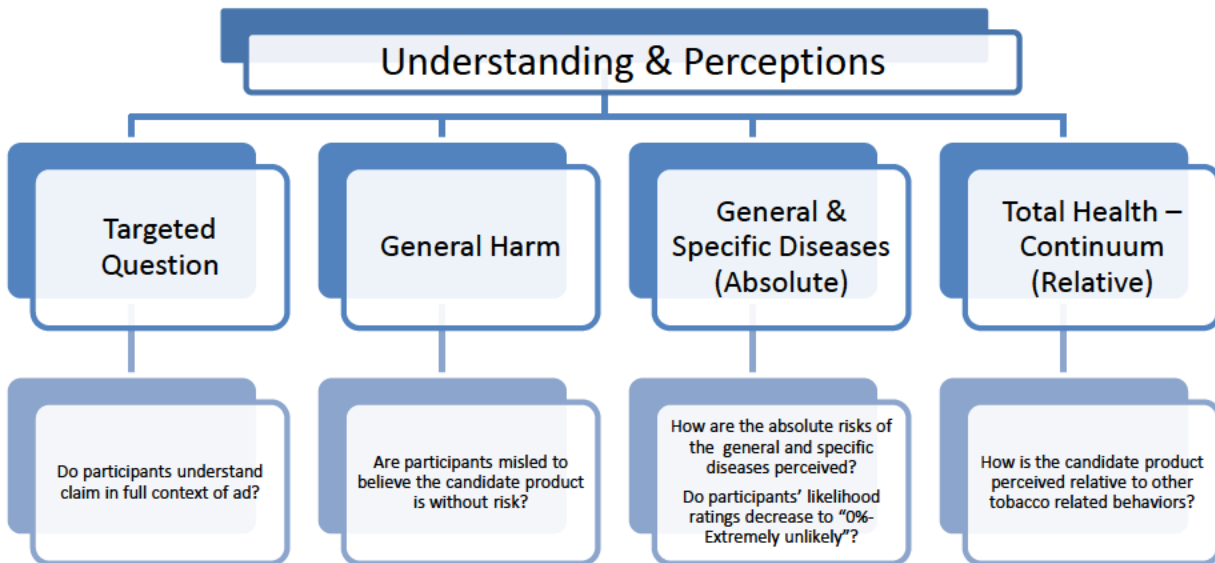 Understanding & Perceptions
Targeted
Question
General Harm
General &
Specific Diseases
(Absolute)
Total Health –
Continuum
(Relative)
Do participants understand
claim in full context of ad?
Are participants misled to
believe the candidate product
is without risk?
How are the absolute risks of
the general and specific
diseases perceived?
Do participants’ likelihood
ratings decrease to “0%-
Extremely unlikely”?
How is the candidate product
perceived relative to other
tobacco related behaviors?